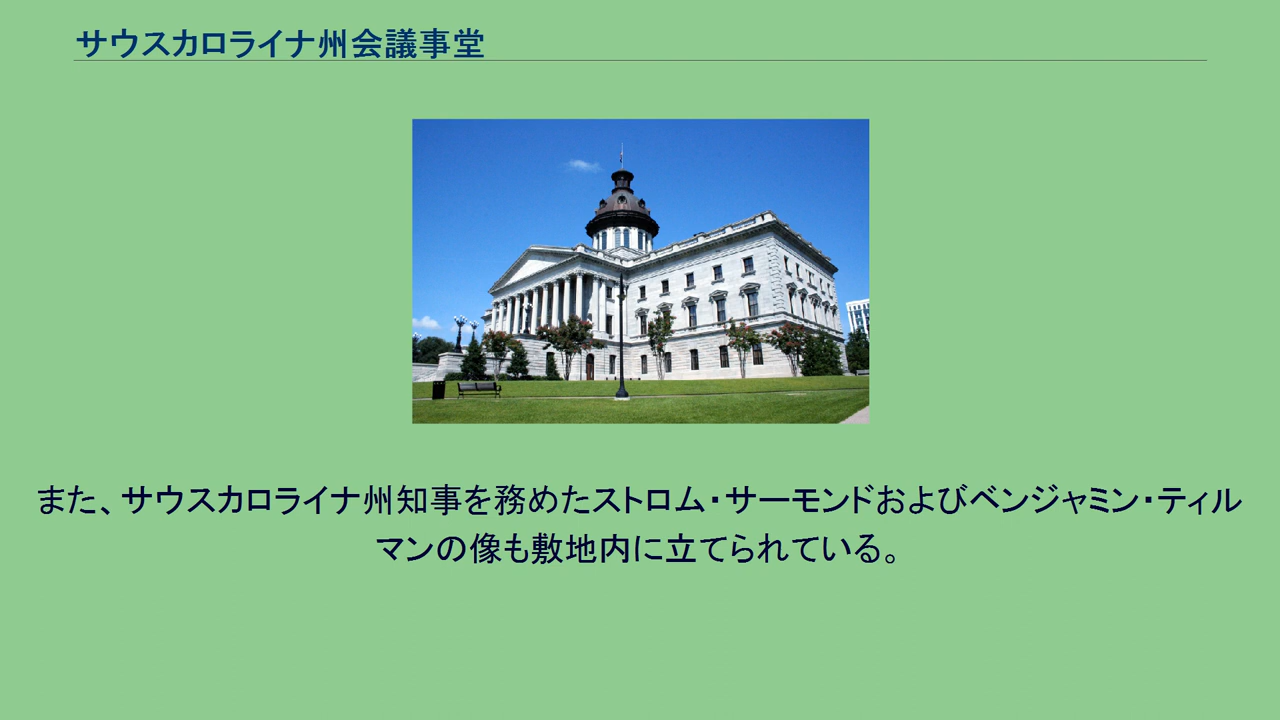 サウスカロライナ州会議事堂
また、サウスカロライナ州知事を務めたストロム・サーモンドおよびベンジャミン・ティル
マンの像も敷地内に立てられている。